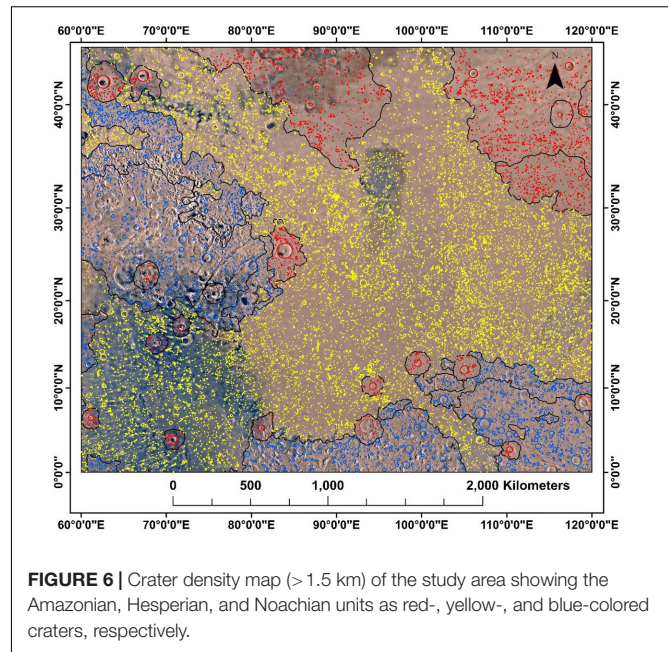 60°0'0"E 70°0'0"E 80°0'0"E 90°0'0"E 100°0'0"E 110°0'0"E 120°0'0"E
N
40°0'0"N 40°0'0"N
30°0'0"N 30°0'0"N
20°0'0"N 20°0'0"N
10°0'0"N 10°0'0"N
0°0'0" 0°0'0"
0 500 1,000 2,000 Kilometers
60°0'0"E 70°0'0"E 80°0'0"E 90°0'0"E 100°0'0"E 110°0'0"E 120°0'0"E
FIGURE 6 | Crater density map (>1.5 km) of the study area showing the
Amazonian, Hesperian, and Noachian units as red-, yellow-, and blue-colored
craters, respectively.